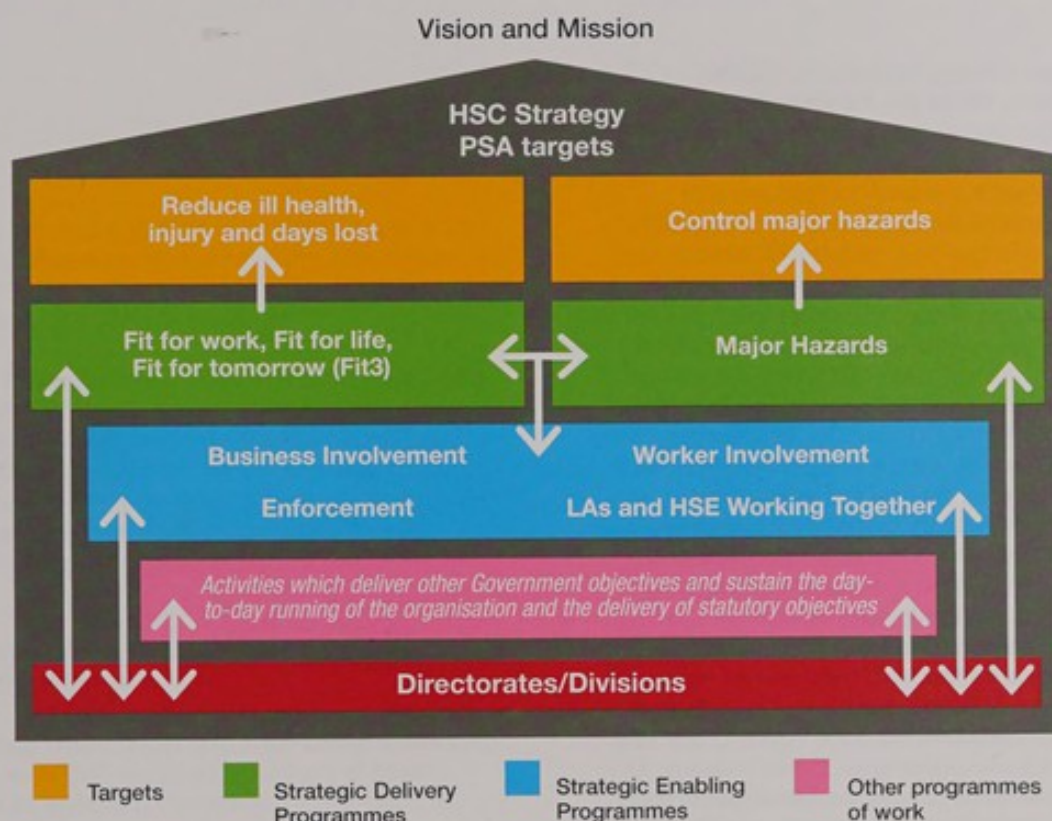 Vision and Mission
HSC Strategy
PSA targets
Reduce ill health,
injury and days lost
Control major hazards
Fit for work, Fit for life,
Fit for tomorrow (Fit3)
Major Hazards
Business Involvement
Worker Involvement
Enforcement
LAs and HSE Working Together
Activities which deliver other Government objectives and sustain the day-
to-day running of the organisation and the delivery of statutory objectives
Directorates/Divisions
Targets
Strategic Delivery
Programmes
Strategic Enabling
Programmes
Other programmes
of work